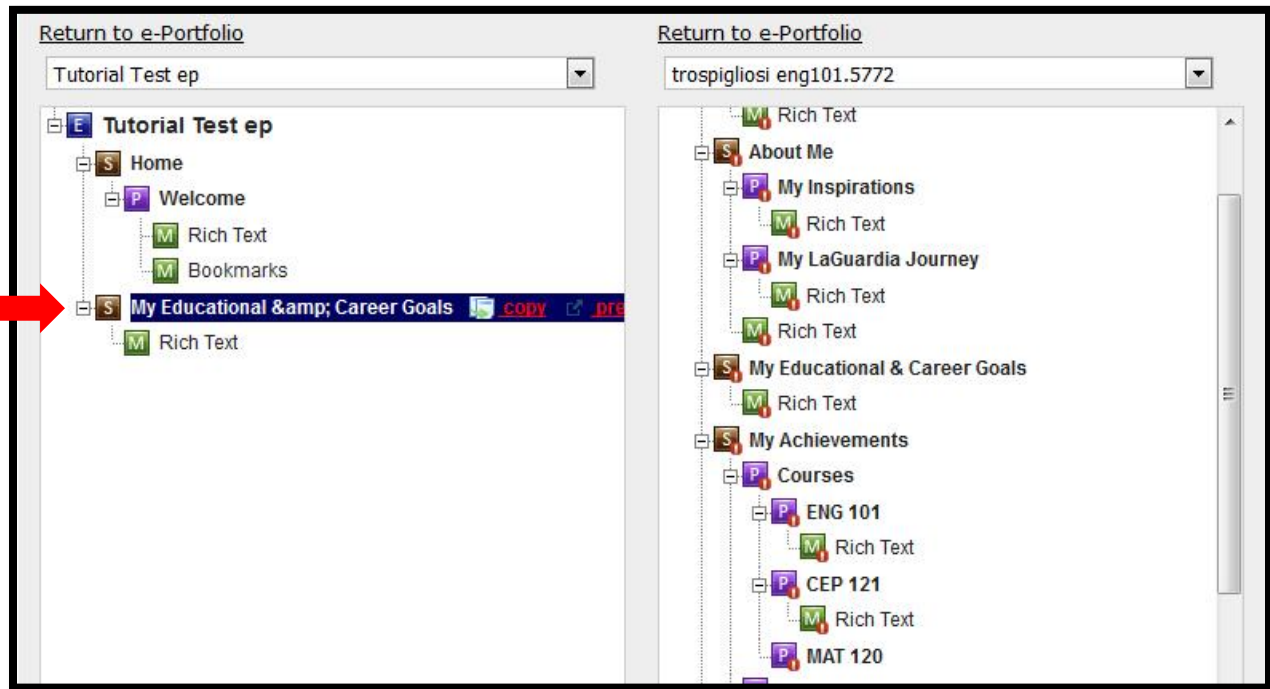 Return to e-Portfolio
Tutorial Test ep
E Tutorial Test ep
S Home
P Welcome
M Rich Text
M Bookmarks
S My Educational &amp; Career Goals copy pre
M Rich Text
Return to e-Portfolio
trospigliosi eng101.5772
M Rich Text
S About Me
P My Inspirations
M Rich Text
P My LaGuardia Journey
M Rich Text
M Rich Text
S My Educational & Career Goals
M Rich Text
S My Achievements
P Courses
P ENG 101
M Rich Text
P CEP 121
M Rich Text
P MAT 120